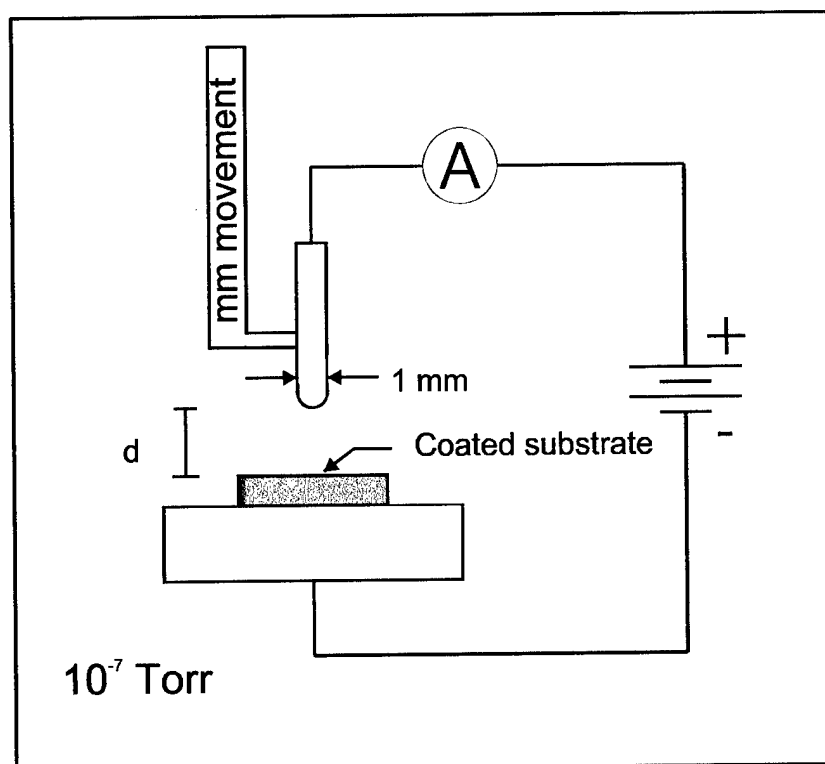 mm movement
A
+
1 mm
d
Coated substrate
-
10⁻⁷ Torr